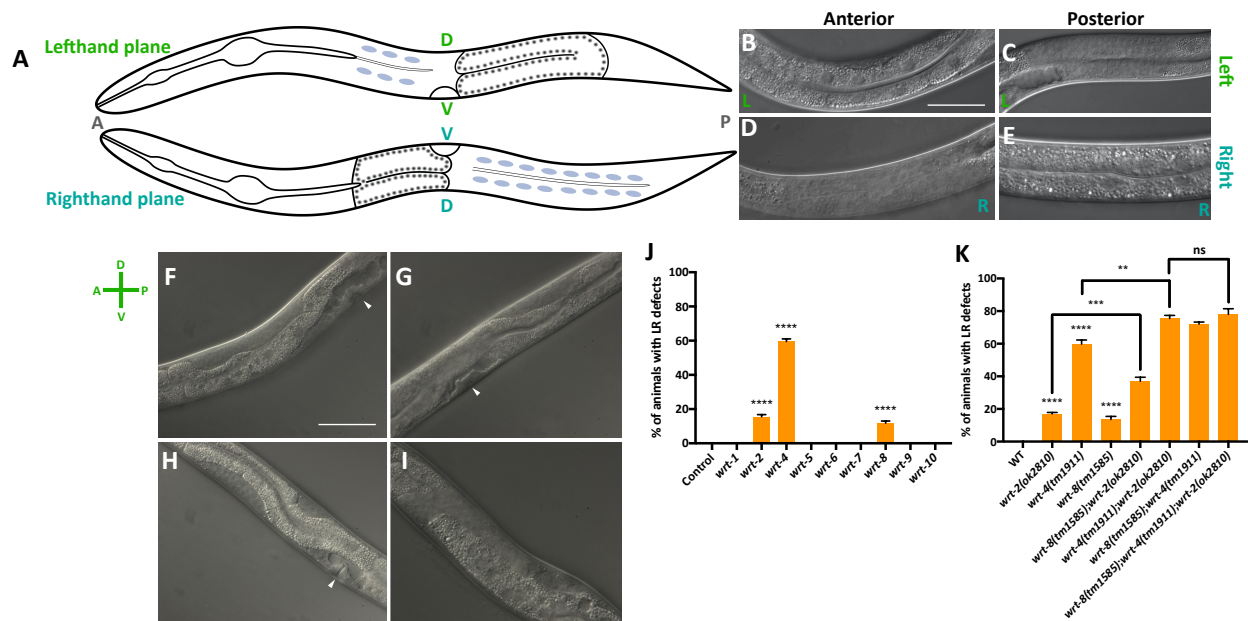 A
Lefthand plane
D
V
A
P
V
D
Righthand plane
Anterior
Posterior
B
L
C
L
Left
D
R
E
R
Right
D
A
P
V
F
G
H
I
J
% of animals with LR defects
100
80
60
40
20
0
****
****
****
Control
wrt-1
wrt-2
wrt-4
wrt-5
wrt-6
wrt-7
wrt-8
wrt-9
wrt-10
K
% of animals with LR defects
100
80
60
40
20
0
****
****
****
***
**
ns
WT
wrt-2(ok2810)
wrt-4(tm1911)
wrt-8(tm1585)
wrt-8(tm1585);wrt-2(ok2810)
wrt-4(tm1911);wrt-2(ok2810)
wrt-8(tm1585);wrt-4(tm1911)
wrt-8(tm1585);wrt-4(tm1911);wrt-2(ok2810)